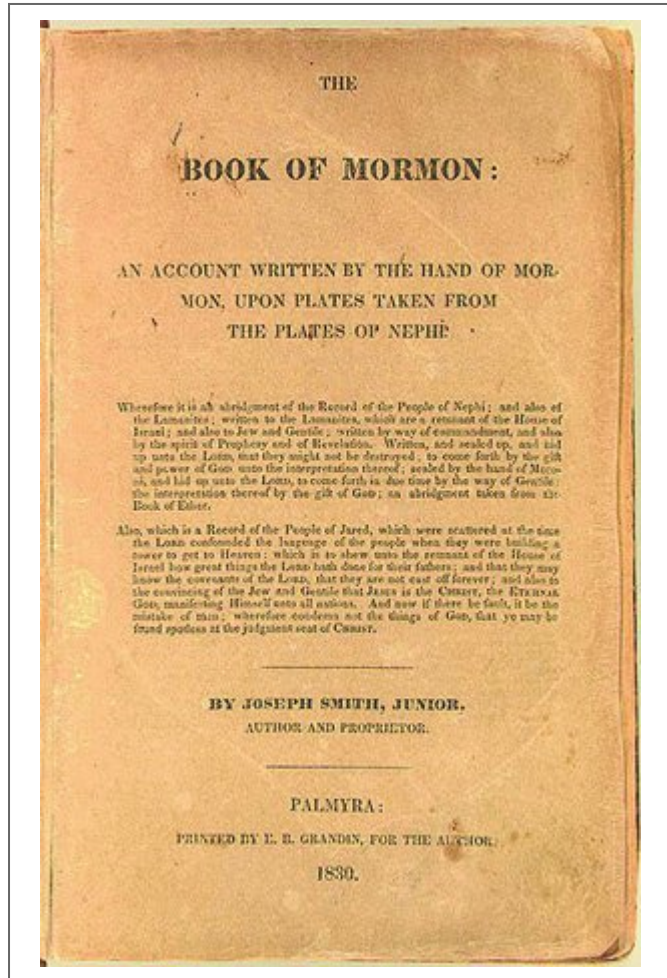 THE
BOOK OF MORMON:
AN ACCOUNT WRITTEN BY THE HAND OF MOR-
MON, UPON PLATES TAKEN FROM
THE PLATES OF NEPHI.
Wherefore it is an abridgment of the Record of the People of Nephi; and also of
the Lamanites; written to the Lamanites, which are a remnant of the House of
Israel; and also to Jew and Gentile; written by way of commandment, and also
by the spirit of Prophesy and of Revelation. Written, and sealed up, and hid
up unto the LORD, that they might not be destroyed; to come forth by the gift
and power of GOD unto the interpretation thereof; sealed by the hand of Moro-
ni, and hid up unto the LORD, to come forth in due time by the way of Gentile;
the interpretation thereof by the gift of GOD; an abridgment taken from the
Book of Ether.
Also, which is a Record of the People of Jared, which were scattered at the time
the LORD confounded the language of the people when they were building a
tower to get to Heaven: which is to shew unto the remnant of the House of
Israel how great things the LORD hath done for their fathers; and that they may
know the covenants of the LORD, that they are not cast off forever; and also to
the convincing of the Jew and Gentile that JESUS is the CHRIST, the ETERNAL
GOD, manifesting Himself unto all nations. And now if there be fault, it be the
mistake of men; wherefore condemn not the things of GOD, that ye may be
found spotless at the judgment seat of CHRIST.
BY JOSEPH SMITH, JUNIOR,
AUTHOR AND PROPRIETOR.
PALMYRA:
PRINTED BY E. B. GRANDIN, FOR THE AUTHOR.
1830.